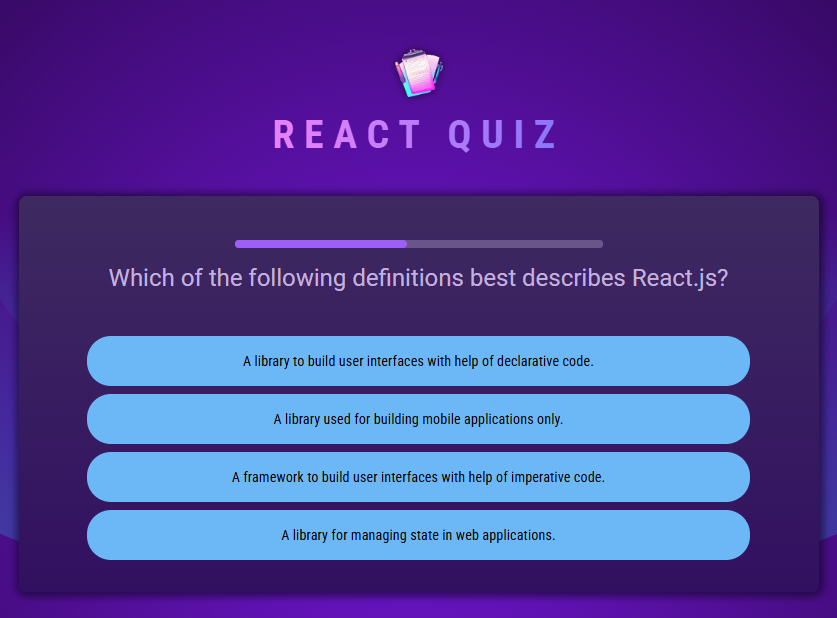 REACT QUIZ
Which of the following definitions best describes React.js?
A library to build user interfaces with help of declarative code.
A library used for building mobile applications only.
A framework to build user interfaces with help of imperative code.
A library for managing state in web applications.